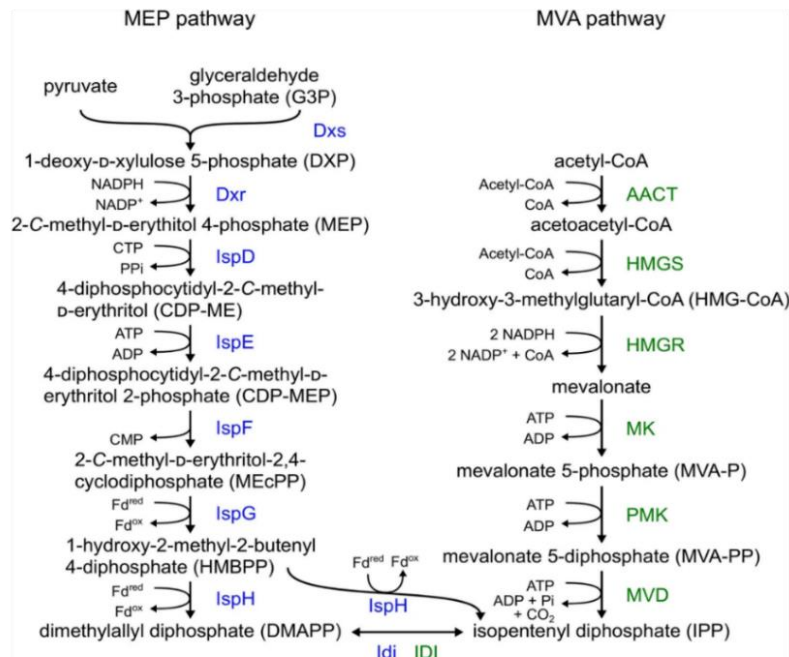 MEP pathway
pyruvate
glyceraldehyde
3-phosphate (G3P)
Dxs
1-deoxy-D-xylulose 5-phosphate (DXP)
NADPH
NADP+
Dxr
2-C-methyl-D-erythitol 4-phosphate (MEP)
CTP
PPi
IspD
4-diphosphocytidyl-2-C-methyl-
D-erythritol (CDP-ME)
ATP
ADP
IspE
4-diphosphocytidyl-2-C-methyl-D-
erythritol 2-phosphate (CDP-MEP)
CMP
IspF
2-C-methyl-D-erythritol-2,4-
cyclodiphosphate (MEcPP)
Fdred
Fdox
IspG
1-hydroxy-2-methyl-2-butenyl
4-diphosphate (HMBPP)
Fdred
Fdox
IspH
Fdred Fdox
IspH
dimethylallyl diphosphate (DMAPP)
Idi IDI
MVA pathway
acetyl-CoA
Acetyl-CoA
CoA
AACT
acetoacetyl-CoA
Acetyl-CoA
CoA
HMGS
3-hydroxy-3-methylglutaryl-CoA (HMG-CoA)
2 NADPH
2 NADP+ + CoA
HMGR
mevalonate
ATP
ADP
MK
mevalonate 5-phosphate (MVA-P)
ATP
ADP
PMK
mevalonate 5-diphosphate (MVA-PP)
ATP
ADP + Pi
+ CO2
MVD
isopentenyl diphosphate (IPP)